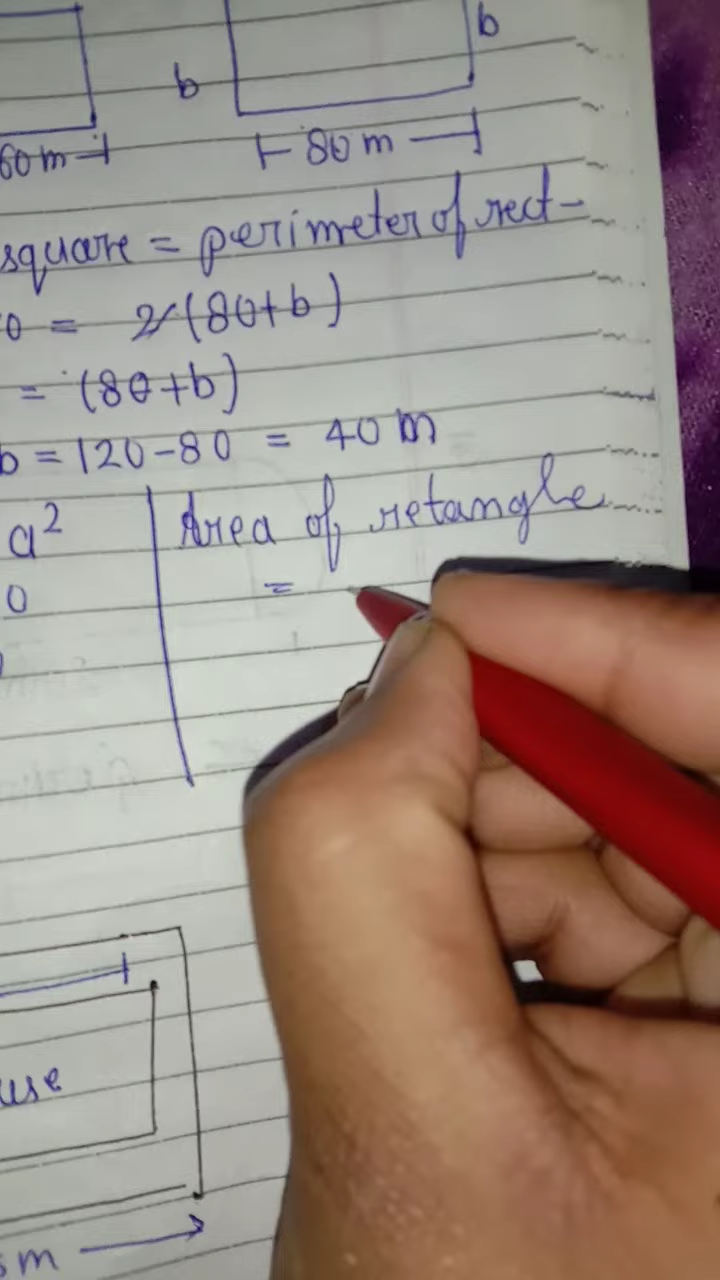 b
b
60 m
80 m
square = perimeter of rect-
0 = 2(80+b)
= (80+b)
b = 120-80 = 40 m
a²
Area of retangle
0
=
use
5m